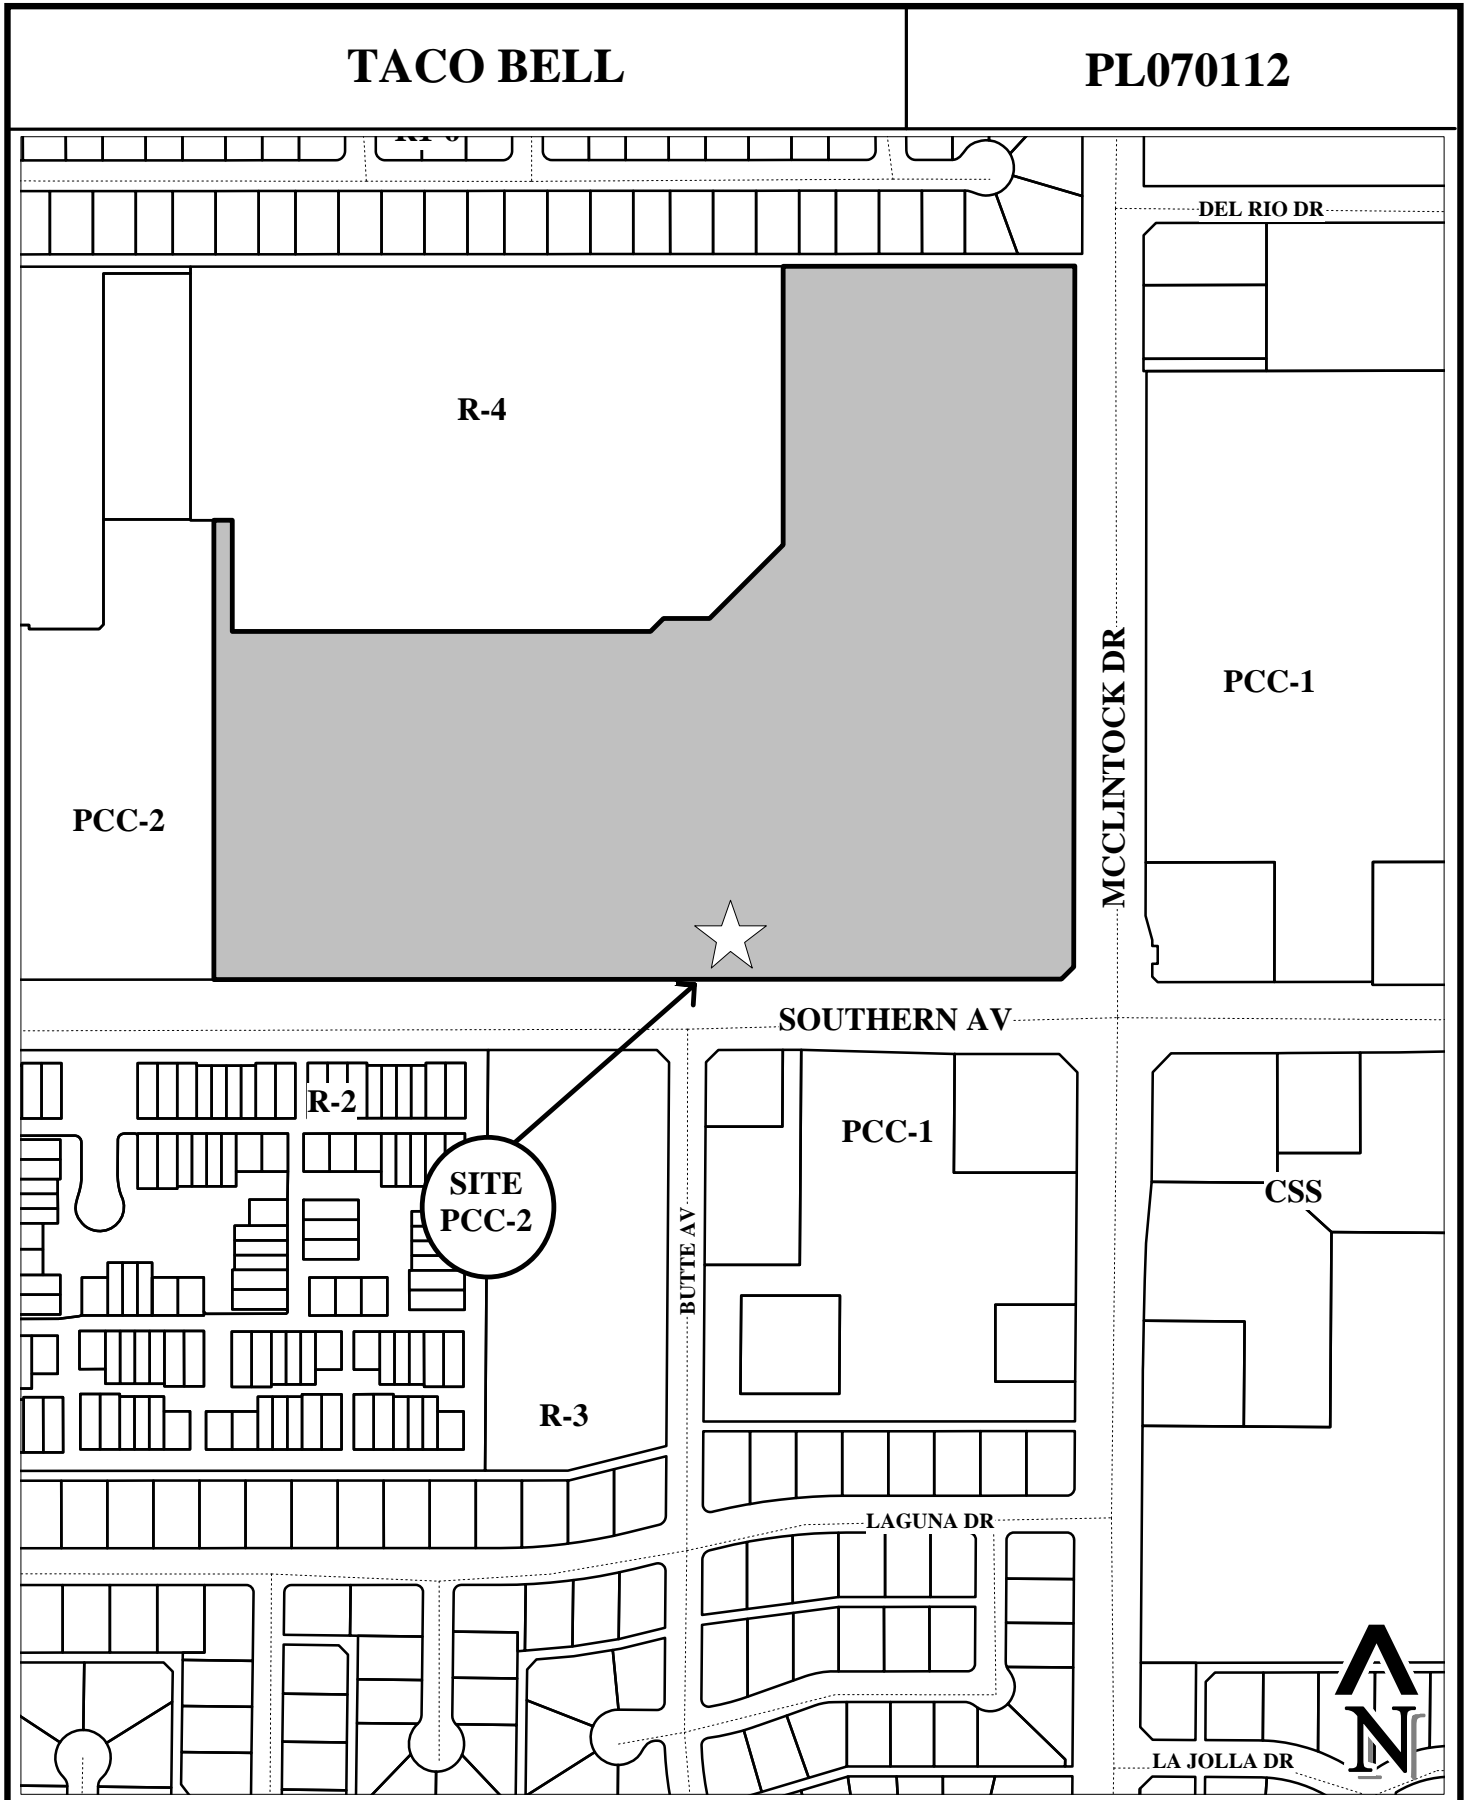 TACO BELL
PL070112
DEL RIO DR
R-4
MCCLINTOCK DR
PCC-1
PCC-2
SOUTHERN AV
R-2
PCC-1
SITE
PCC-2
CSS
BUTTE AV
R-3
LAGUNA DR
LA JOLLA DR
N